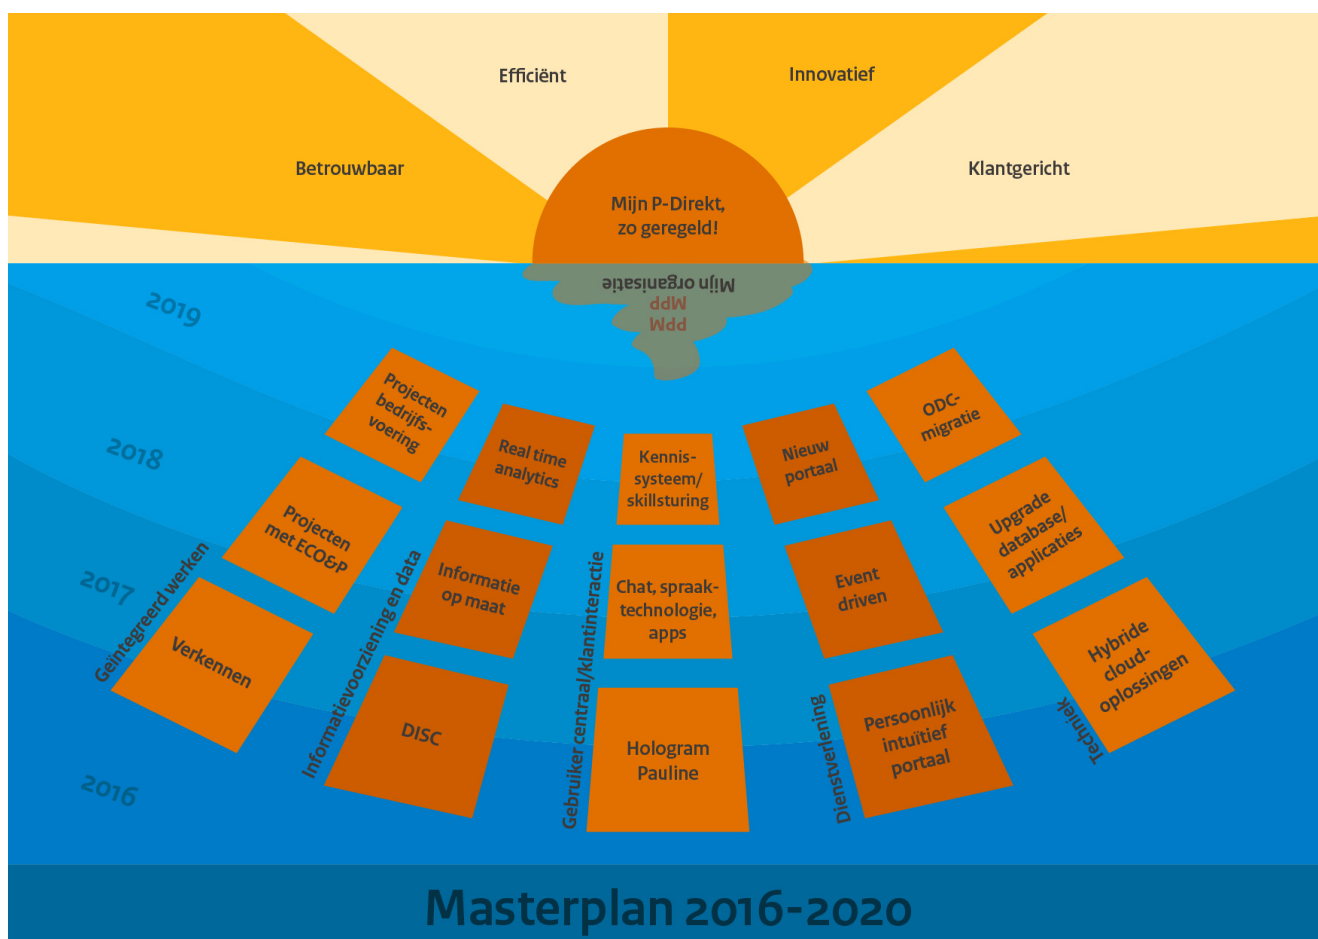 Efficiënt
Innovatief
Betrouwbaar
Klantgericht
Mijn P-Direkt,
zo geregeld!
Mijn organisatie
MPP
PPM
2019
2018
2017
2016
Geïntegreerd werken
Projecten
bedrijfs-
voering
Projecten
met ECO&P
Verkennen
Informatievoorziening en data
Real time
analytics
Informatie
op maat
DISC
Gebruiker centraal/klantinteractie
Kennis-
systeem/
skillsturing
Chat, spraak-
technologie,
apps
Hologram
Pauline
Dienstverlening
Nieuw
portaal
Event
driven
Persoonlijk
intuïtief
portaal
Techniek
ODC-
migratie
Upgrade
database/
applicaties
Hybride
cloud-
oplossingen
Masterplan 2016-2020